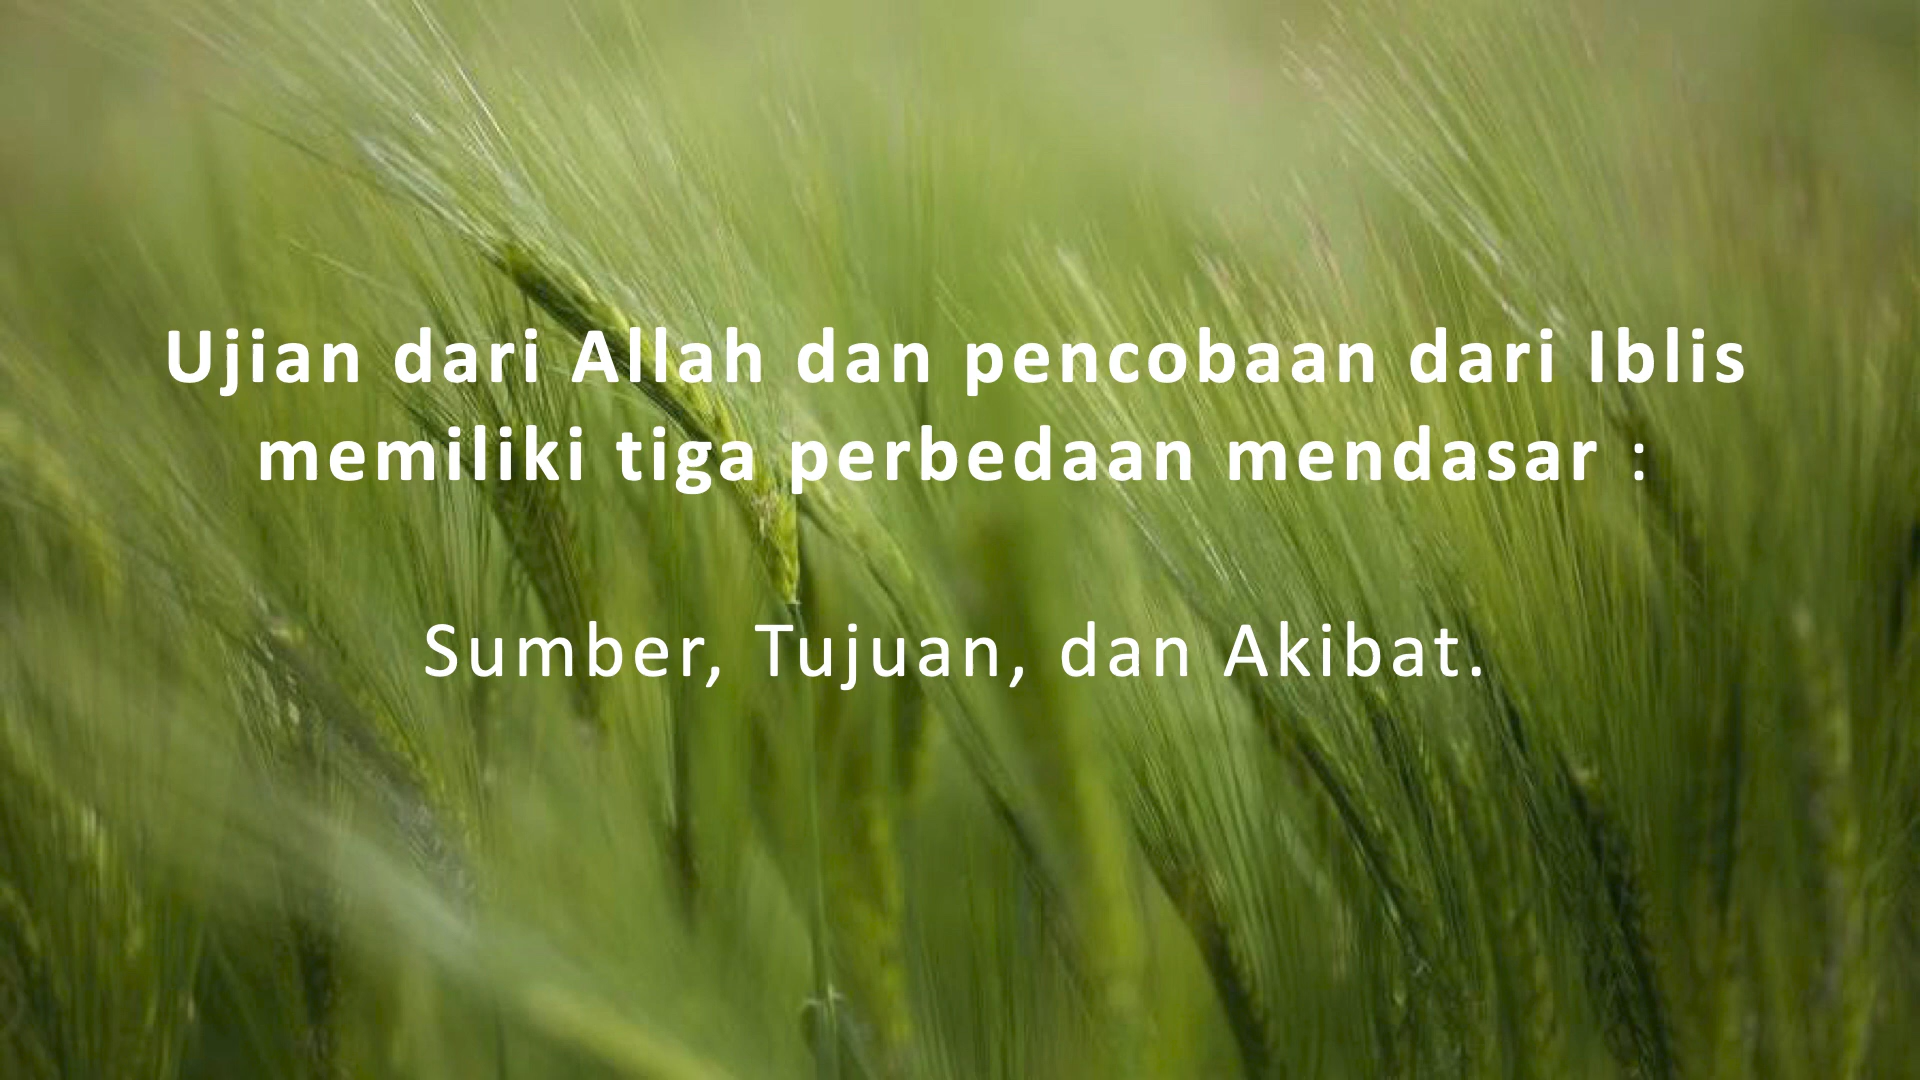 Ujian dari Allah dan pencobaan dari Iblis
memiliki tiga perbedaan mendasar :
Sumber, Tujuan, dan Akibat.